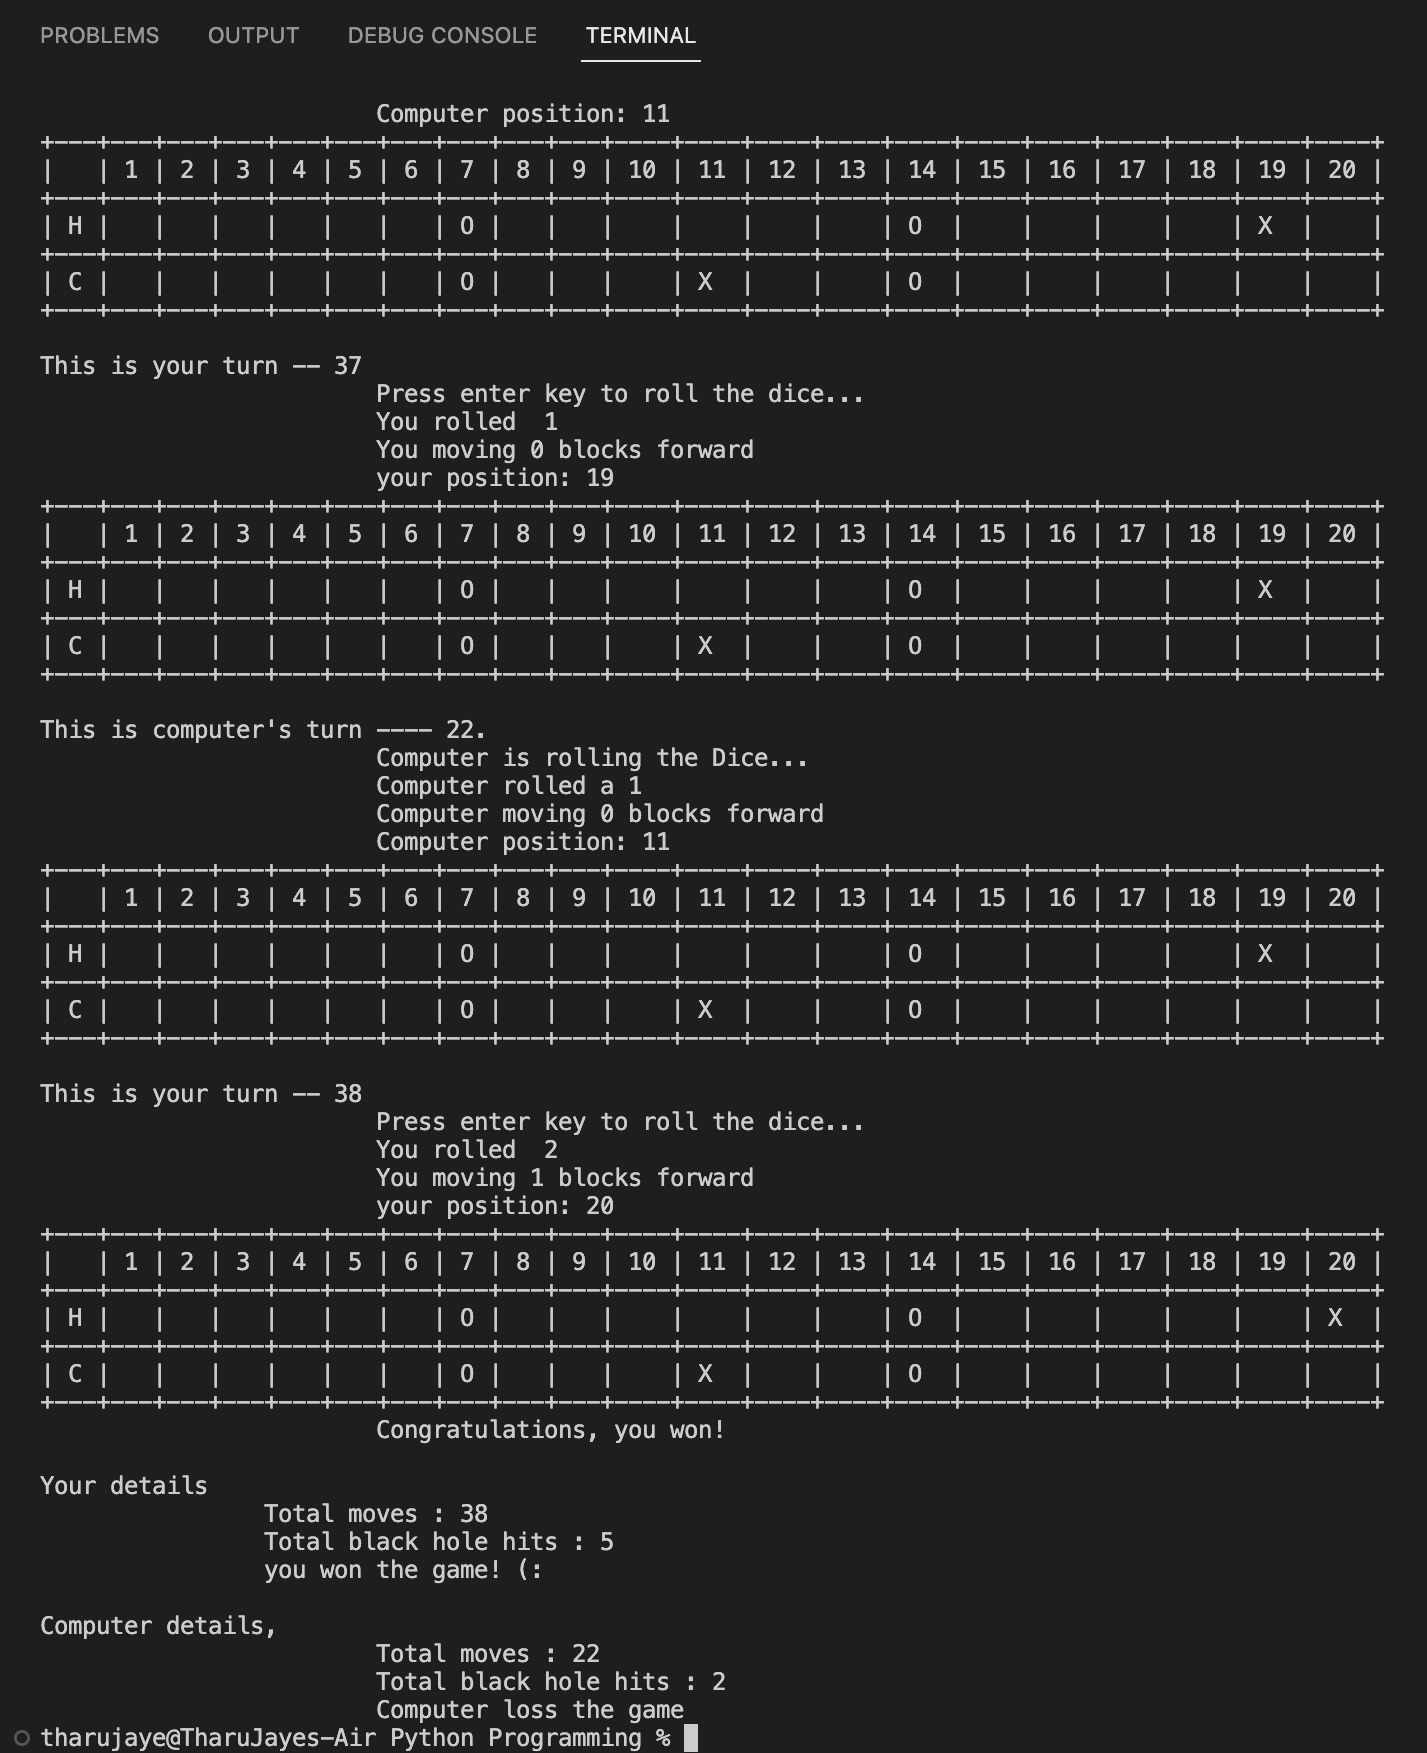 PROBLEMS OUTPUT DEBUG CONSOLE TERMINAL
Computer position: 11
+---+---+---+---+---+---+---+---+---+---+----+----+----+----+----+----+----+----+----+----+----+
|   | 1 | 2 | 3 | 4 | 5 | 6 | 7 | 8 | 9 | 10 | 11 | 12 | 13 | 14 | 15 | 16 | 17 | 18 | 19 | 20 |
+---+---+---+---+---+---+---+---+---+---+----+----+----+----+----+----+----+----+----+----+----+
| H |   |   |   |   |   |   | O |   |   |    |    |    |    | O  |    |    |    |    | X  |    |
+---+---+---+---+---+---+---+---+---+---+----+----+----+----+----+----+----+----+----+----+----+
| C |   |   |   |   |   |   | O |   |   |    | X  |    |    | O  |    |    |    |    |    |    |
+---+---+---+---+---+---+---+---+---+---+----+----+----+----+----+----+----+----+----+----+----+
This is your turn -- 37
Press enter key to roll the dice...
You rolled  1
You moving 0 blocks forward
your position: 19
+---+---+---+---+---+---+---+---+---+---+----+----+----+----+----+----+----+----+----+----+----+
|   | 1 | 2 | 3 | 4 | 5 | 6 | 7 | 8 | 9 | 10 | 11 | 12 | 13 | 14 | 15 | 16 | 17 | 18 | 19 | 20 |
+---+---+---+---+---+---+---+---+---+---+----+----+----+----+----+----+----+----+----+----+----+
| H |   |   |   |   |   |   | O |   |   |    |    |    |    | O  |    |    |    |    | X  |    |
+---+---+---+---+---+---+---+---+---+---+----+----+----+----+----+----+----+----+----+----+----+
| C |   |   |   |   |   |   | O |   |   |    | X  |    |    | O  |    |    |    |    |    |    |
+---+---+---+---+---+---+---+---+---+---+----+----+----+----+----+----+----+----+----+----+----+
This is computer's turn ---- 22.
Computer is rolling the Dice...
Computer rolled a 1
Computer moving 0 blocks forward
Computer position: 11
+---+---+---+---+---+---+---+---+---+---+----+----+----+----+----+----+----+----+----+----+----+
|   | 1 | 2 | 3 | 4 | 5 | 6 | 7 | 8 | 9 | 10 | 11 | 12 | 13 | 14 | 15 | 16 | 17 | 18 | 19 | 20 |
+---+---+---+---+---+---+---+---+---+---+----+----+----+----+----+----+----+----+----+----+----+
| H |   |   |   |   |   |   | O |   |   |    |    |    |    | O  |    |    |    |    | X  |    |
+---+---+---+---+---+---+---+---+---+---+----+----+----+----+----+----+----+----+----+----+----+
| C |   |   |   |   |   |   | O |   |   |    | X  |    |    | O  |    |    |    |    |    |    |
+---+---+---+---+---+---+---+---+---+---+----+----+----+----+----+----+----+----+----+----+----+
This is your turn -- 38
Press enter key to roll the dice...
You rolled  2
You moving 1 blocks forward
your position: 20
+---+---+---+---+---+---+---+---+---+---+----+----+----+----+----+----+----+----+----+----+----+
|   | 1 | 2 | 3 | 4 | 5 | 6 | 7 | 8 | 9 | 10 | 11 | 12 | 13 | 14 | 15 | 16 | 17 | 18 | 19 | 20 |
+---+---+---+---+---+---+---+---+---+---+----+----+----+----+----+----+----+----+----+----+----+
| H |   |   |   |   |   |   | O |   |   |    |    |    |    | O  |    |    |    |    |    | X  |
+---+---+---+---+---+---+---+---+---+---+----+----+----+----+----+----+----+----+----+----+----+
| C |   |   |   |   |   |   | O |   |   |    | X  |    |    | O  |    |    |    |    |    |    |
+---+---+---+---+---+---+---+---+---+---+----+----+----+----+----+----+----+----+----+----+----+
Congratulations, you won!
Your details
Total moves : 38
Total black hole hits : 5
you won the game! (:
Computer details,
Total moves : 22
Total black hole hits : 2
Computer loss the game
tharujaye@TharuJayes-Air Python Programming %